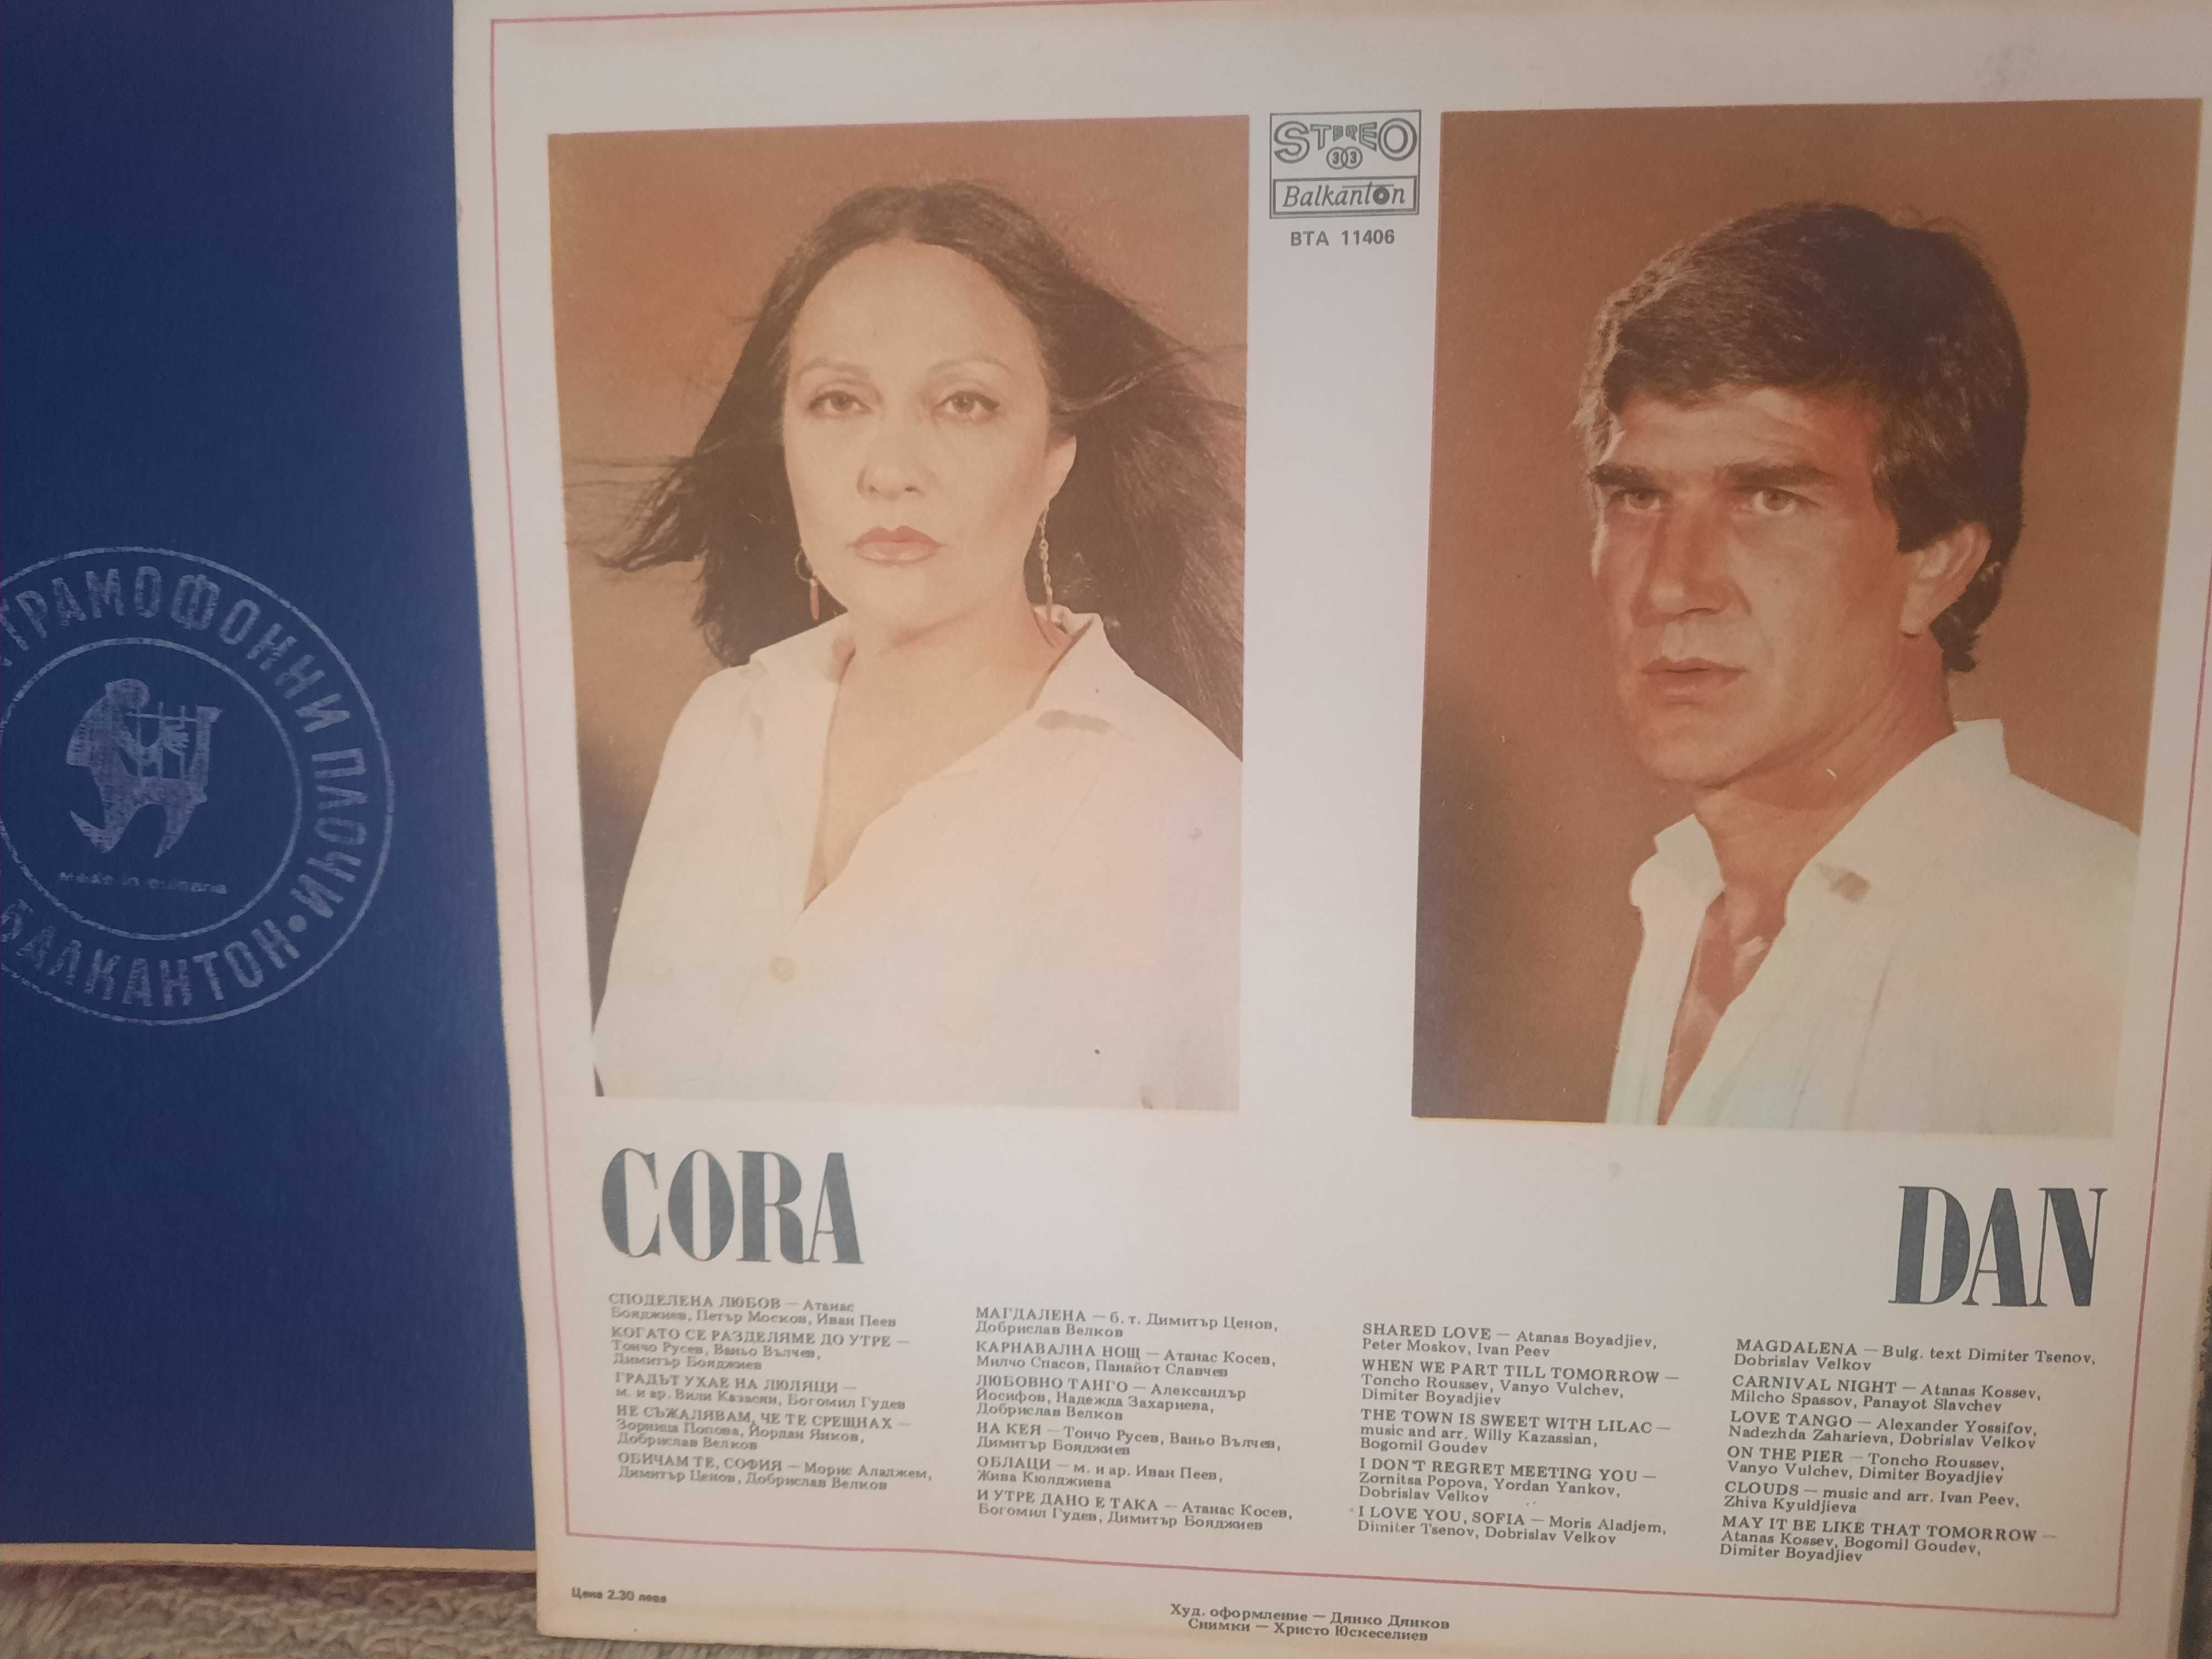 ГРАМОФОННИ ПЛОЧИ
БАЛКАНТОН
made in bulgaria
STEREO
33
Balkanton
BTA 11406
CORA
DAN
СПОДЕЛЕНА ЛЮБОВ — Атанас
Бояджиев, Петър Москов, Иван Пеев
КОГАТО СЕ РАЗДЕЛЯМЕ ДО УТРЕ —
Тончо Русев, Ваньо Вълчев,
Димитър Бояджиев
ГРАДЪТ УХАЕ НА ЛЮЛЯЦИ —
м. и ар. Вили Казасян, Богомил Гудев
НЕ СЪЖАЛЯВАМ, ЧЕ ТЕ СРЕЩНАХ —
Зорница Попова, Йордан Янков,
Добрислав Велков
ОБИЧАМ ТЕ, СОФИЯ — Морис Аладжем,
Димитър Ценов, Добрислав Велков
МАГДАЛЕНА — б. т. Димитър Ценов,
Добрислав Велков
КАРНАВАЛНА НОЩ — Атанас Косев,
Милчо Спасов, Панайот Славчев
ЛЮБОВНО ТАНГО — Александър
Йосифов, Надежда Захариева,
Добрислав Велков
НА КЕЯ — Тончо Русев, Ваньо Вълчев,
Димитър Бояджиев
ОБЛАЦИ — м. и ар. Иван Пеев,
Жива Кюлджиева
И УТРЕ ДАНО Е ТАКА — Атанас Косев,
Богомил Гудев, Димитър Бояджиев
SHARED LOVE — Atanas Boyadjiev,
Peter Moskov, Ivan Peev
WHEN WE PART TILL TOMORROW —
Toncho Roussev, Vanyo Vulchev,
Dimiter Boyadjiev
THE TOWN IS SWEET WITH LILAC —
music and arr. Willy Kazassian,
Bogomil Goudev
I DON'T REGRET MEETING YOU —
Zornitsa Popova, Yordan Yankov,
Dobrislav Velkov
I LOVE YOU, SOFIA — Moris Aladjem,
Dimiter Tsenov, Dobrislav Velkov
MAGDALENA — Bulg. text Dimiter Tsenov,
Dobrislav Velkov
CARNIVAL NIGHT — Atanas Kossev,
Milcho Spassov, Panayot Slavchev
LOVE TANGO — Alexander Yossifov,
Nadezhda Zaharieva, Dobrislav Velkov
ON THE PIER — Toncho Roussev,
Vanyo Vulchev, Dimiter Boyadjiev
CLOUDS — music and arr. Ivan Peev,
Zhiva Kyuldjieva
MAY IT BE LIKE THAT TOMORROW —
Atanas Kossev, Bogomil Goudev,
Dimiter Boyadjiev
Цена 2.30 лева
Худ. оформление — Дянко Дянков
Снимки — Христо Юскеселиев